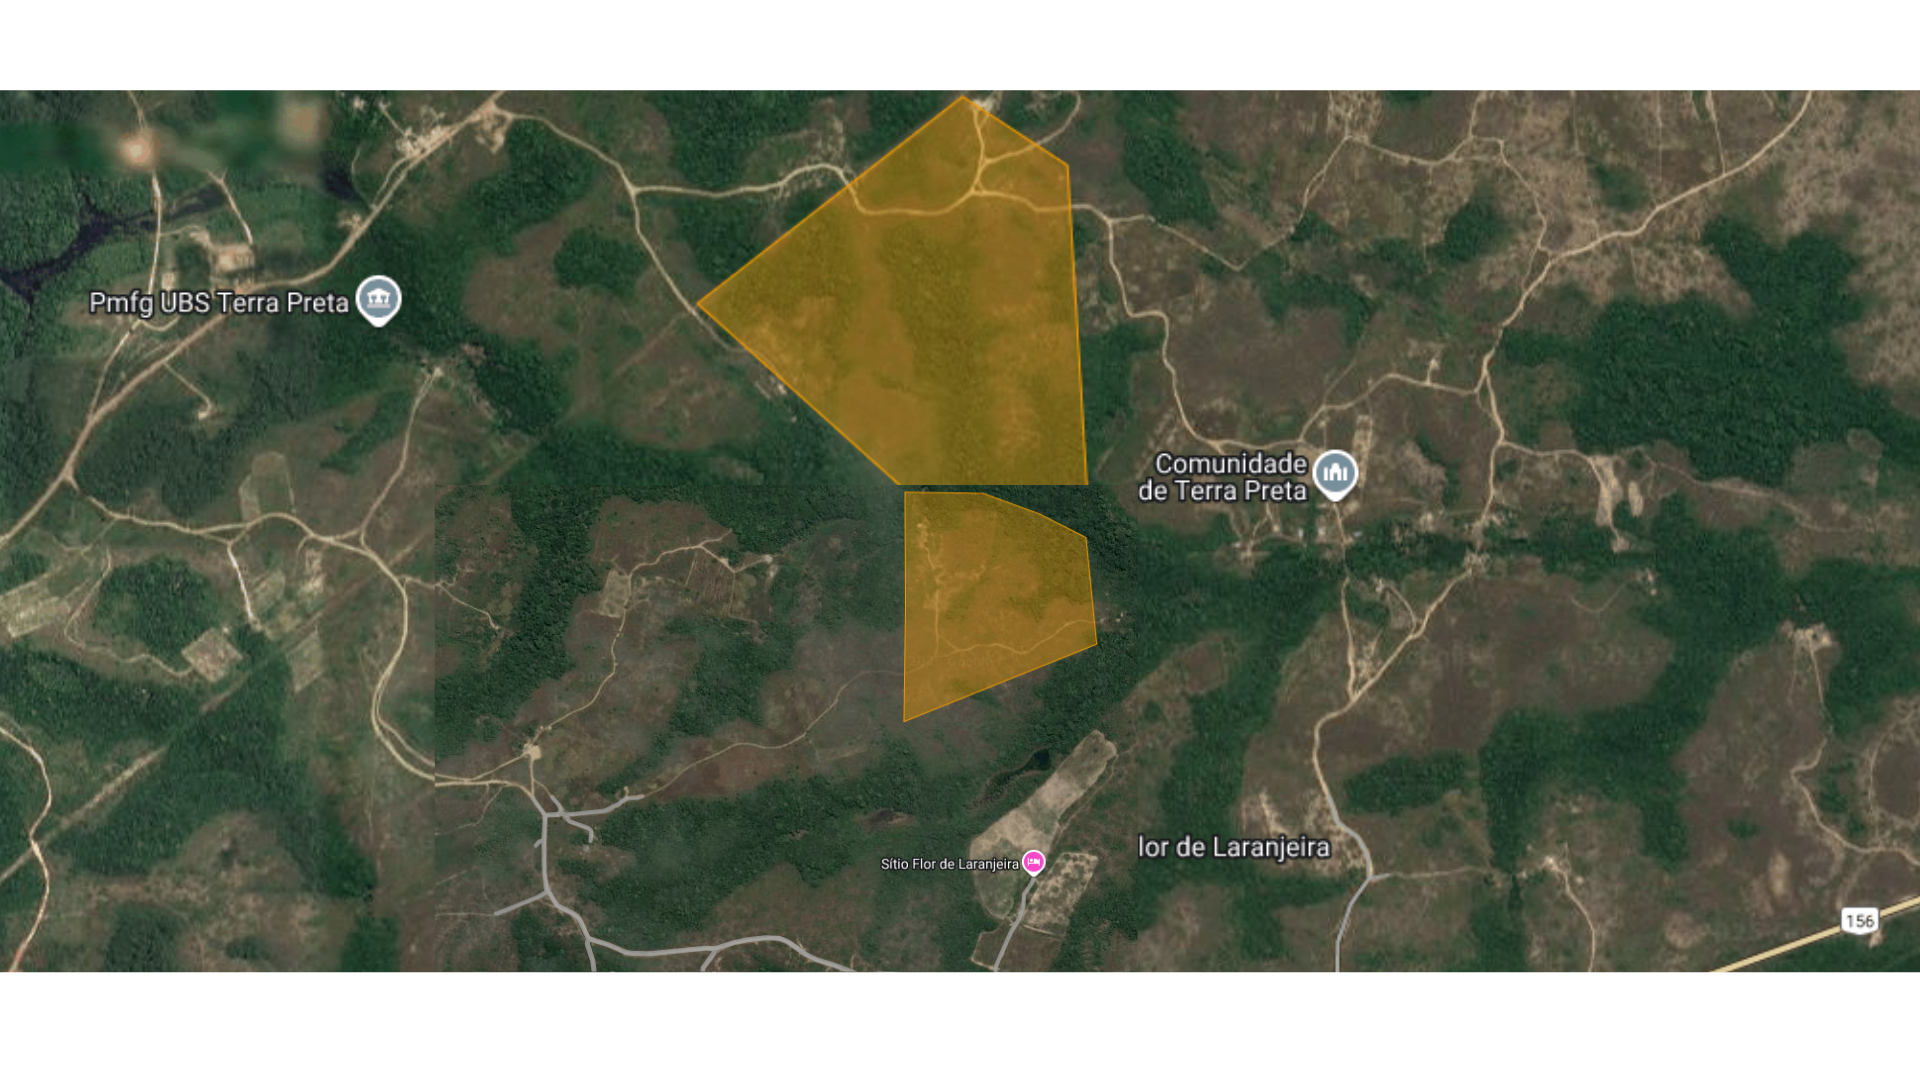 Pmfg UBS Terra Preta
Comunidade
de Terra Preta
lor de Laranjeira
Sítio Flor de Laranjeira
156